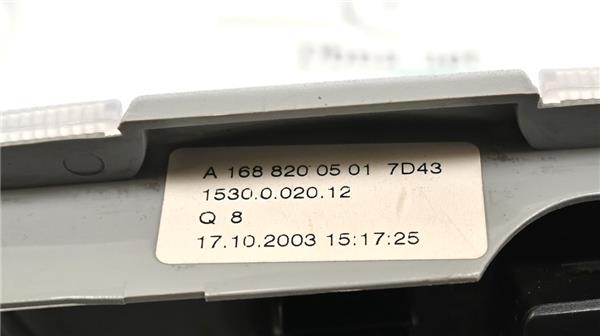 A 168 820 05 01 7D43
1530.0.020.12
Q 8
17.10.2003 15:17:25